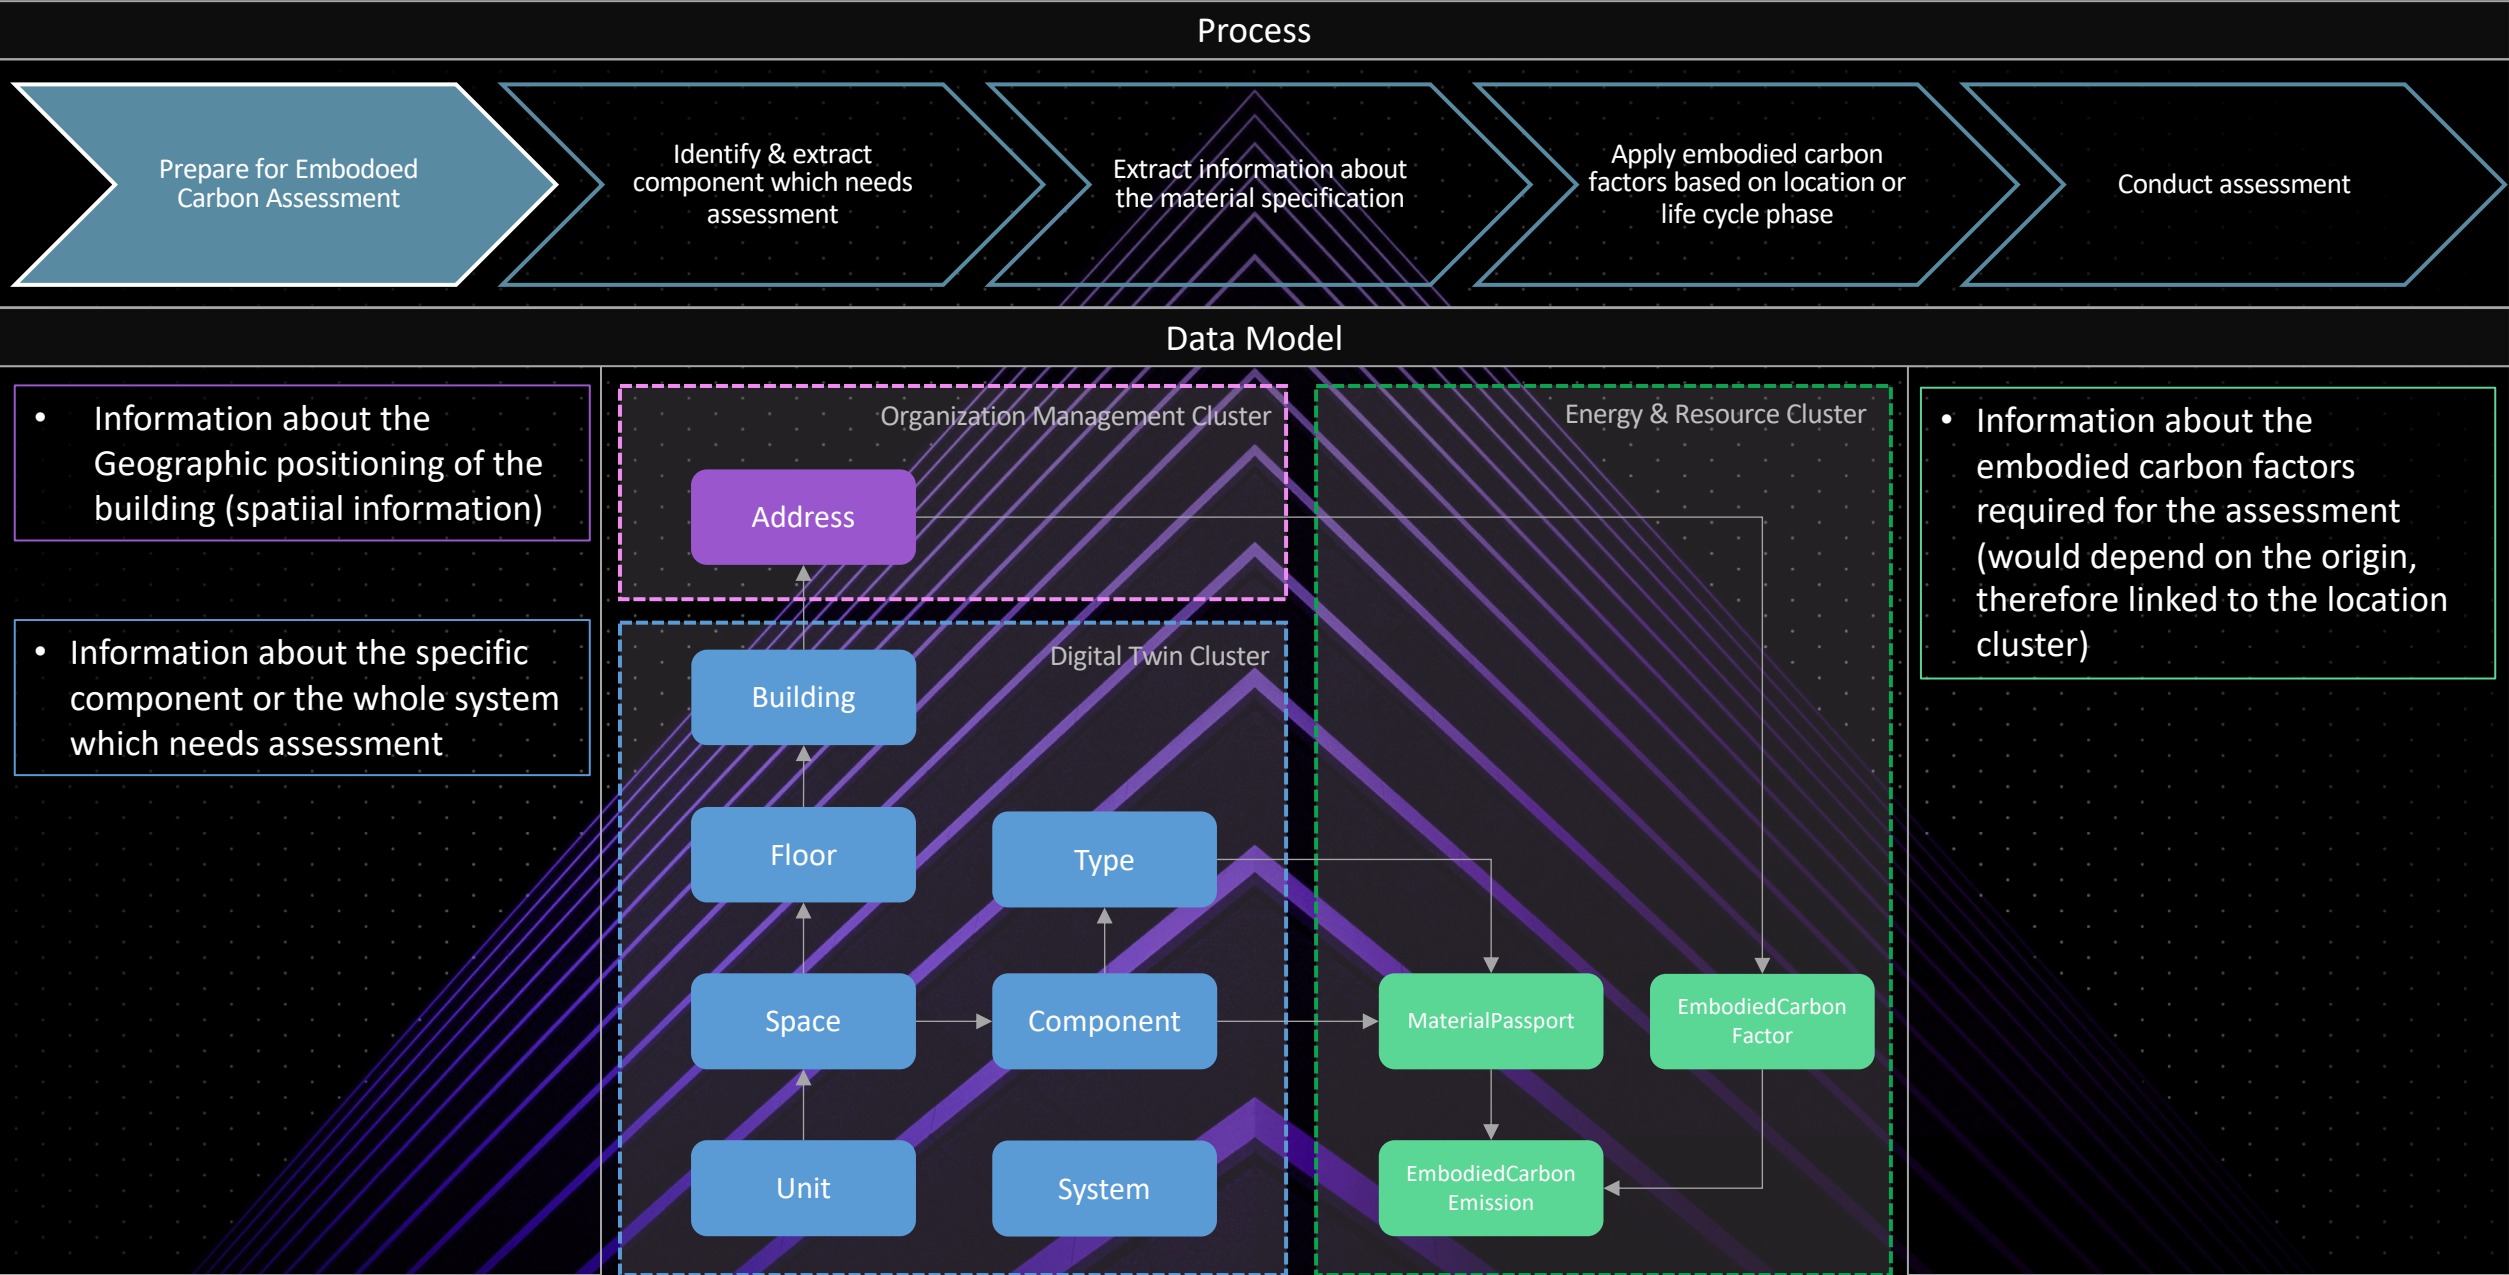 Process
Prepare for Embodoed
Carbon Assessment
Identify & extract
component which needs
assessment
Extract information about
the material specification
Apply embodied carbon
factors based on location or
life cycle phase
Conduct assessment
Data Model
• Information about the
Geographic positioning of the
building (spatiial information)
• Information about the specific
component or the whole system
which needs assessment
Organization Management Cluster
Address
Digital Twin Cluster
Building
Floor
Type
Space
Component
Unit
System
Energy & Resource Cluster
MaterialPassport
EmbodiedCarbon
Factor
EmbodiedCarbon
Emission
• Information about the
embodied carbon factors
required for the assessment
(would depend on the origin,
therefore linked to the location
cluster)